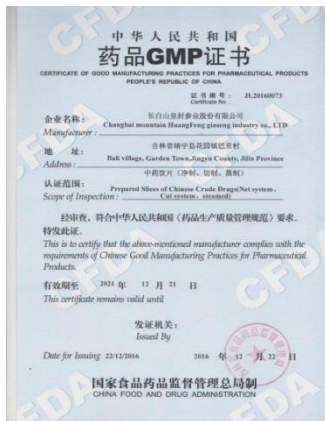 中华人民共和国
药品GMP证书
CERTIFICATE OF GOOD MANUFACTURING PRACTICES FOR PHARMACEUTICAL PRODUCTS
PEOPLE'S REPUBLIC OF CHINA
证书编号： JL20160073
Certificate No
企业名称： 长白山皇封参业股份有限公司
Manufacturer : Changbai mountain HuangFeng ginseng industry co., LTD
地 址： 吉林省靖宇县花园镇巴里村
Address : Bali village, Garden Town,Jingyu County, Jilin Province
中药饮片（净制、切制、蒸制）
认证范围： Prepared Slices of Chinese Crude Drugs(Net system、
Scope of Inspection : Cut system、steamed)
经审查，符合中华人民共和国《药品生产质量管理规范》要求，
特发此证。
This is to certify that the above-mentioned manufacturer complies with the
requirements of Chinese Good Manufacturing Practices for Pharmaceutical
Products.
有效期至 2021 年 12 月 21 日
This certificate remains valid until
发证机关：
Issued By
Date for Issuing 22/12/2016 2016 年 12 月 22 日
国家食品药品监督管理总局制
CHINA FOOD AND DRUG ADMINISTRATION
CFDA